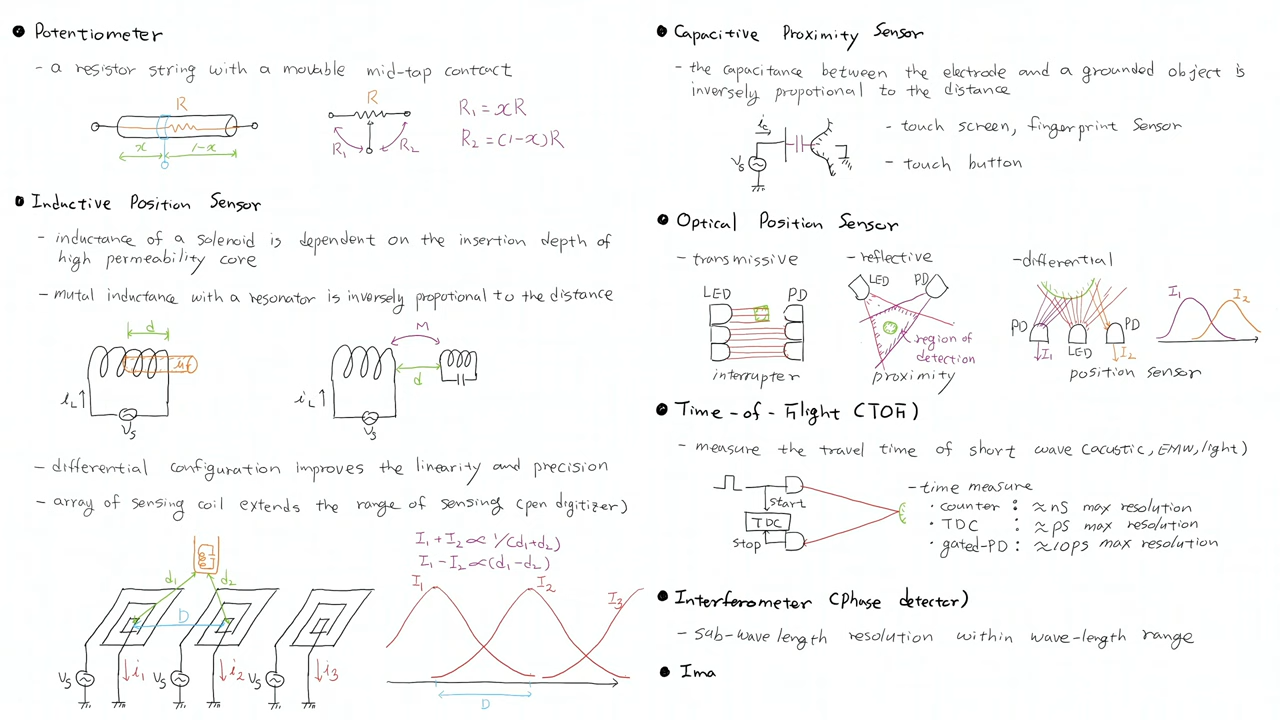 • Potentiometer
- a resistor string with a movable mid-tap contact
R
x
1-x
R
R₁
R₂
R₁ = xR
R₂ = (1-x)R
• Inductive Position Sensor
- inductance of a solenoid is dependent on the insertion depth of
high permeability core
- mutal inductance with a resonator is inversely propotional to the distance
d
μr
iL ↑
Vs
M
d
iL ↑
Vs
- differential configuration improves the linearity and precision
- array of sensing coil extends the range of sensing (pen digitizer)
I₁ + I₂ ∝ 1/(d₁+d₂)
I₁ - I₂ ∝ (d₁-d₂)
d₁
d₂
D
Vs
↓i₁
Vs
↓i₂
Vs
↓i₃
I₁
I₂
I₃
D
• Capacitive Proximity Sensor
- the capacitance between the electrode and a grounded object is
inversely propotional to the distance
ic
Vs
- touch screen, fingerprint sensor
- touch button
• Optical Position Sensor
- transmissive
LED
PD
interrupter
- reflective
LED
PD
region of
detection
proximity
- differential
PD
LED
PD
I₁
I₂
I₁
I₂
position sensor
• Time-of-Flight (TOF)
- measure the travel time of short wave (acustic, EMW, light)
start
TDC
stop
- time measure
· counter : ≈ns max resolution
· TDC : ≈ps max resolution
· gated-PD : ≈10ps max resolution
• Interferometer (Phase detector)
- sub-wave length resolution within wave-length range
• Ima